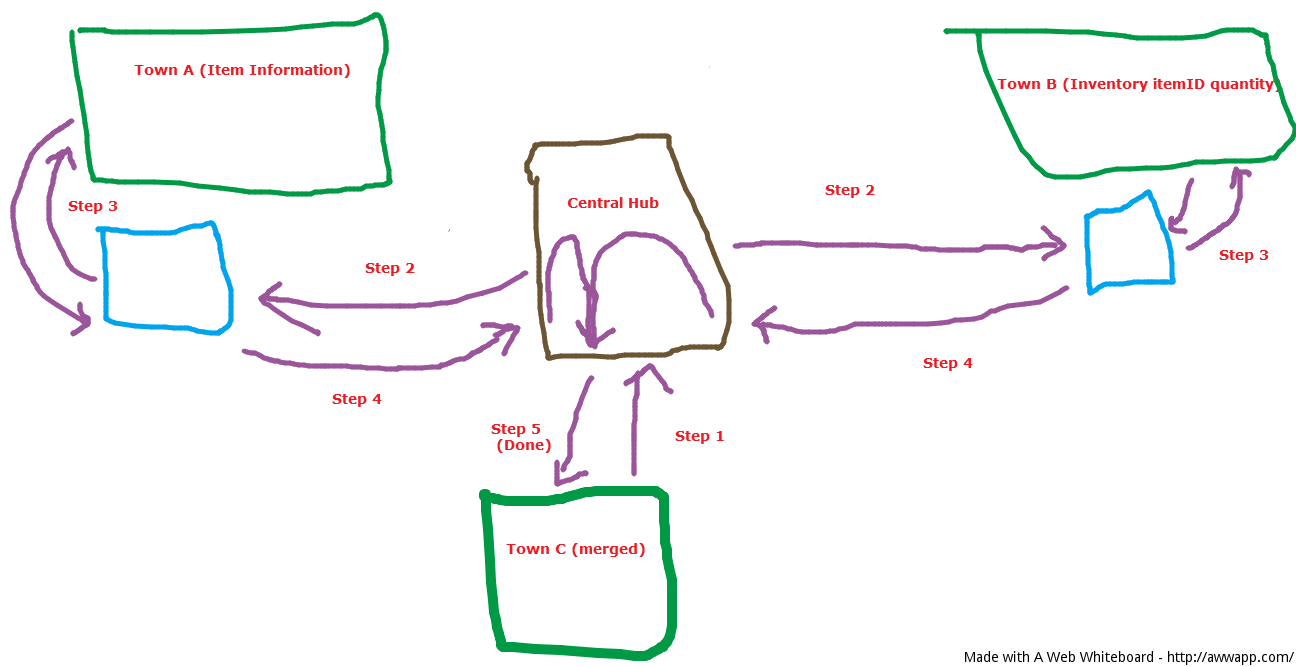 Town A (Item Information)
Town B (Inventory itemID quantity)
Step 3
Central Hub
Step 2
Step 2
Step 3
Step 4
Step 4
Step 5
(Done)
Step 1
Town C (merged)
Made with A Web Whiteboard - http://awwapp.com/